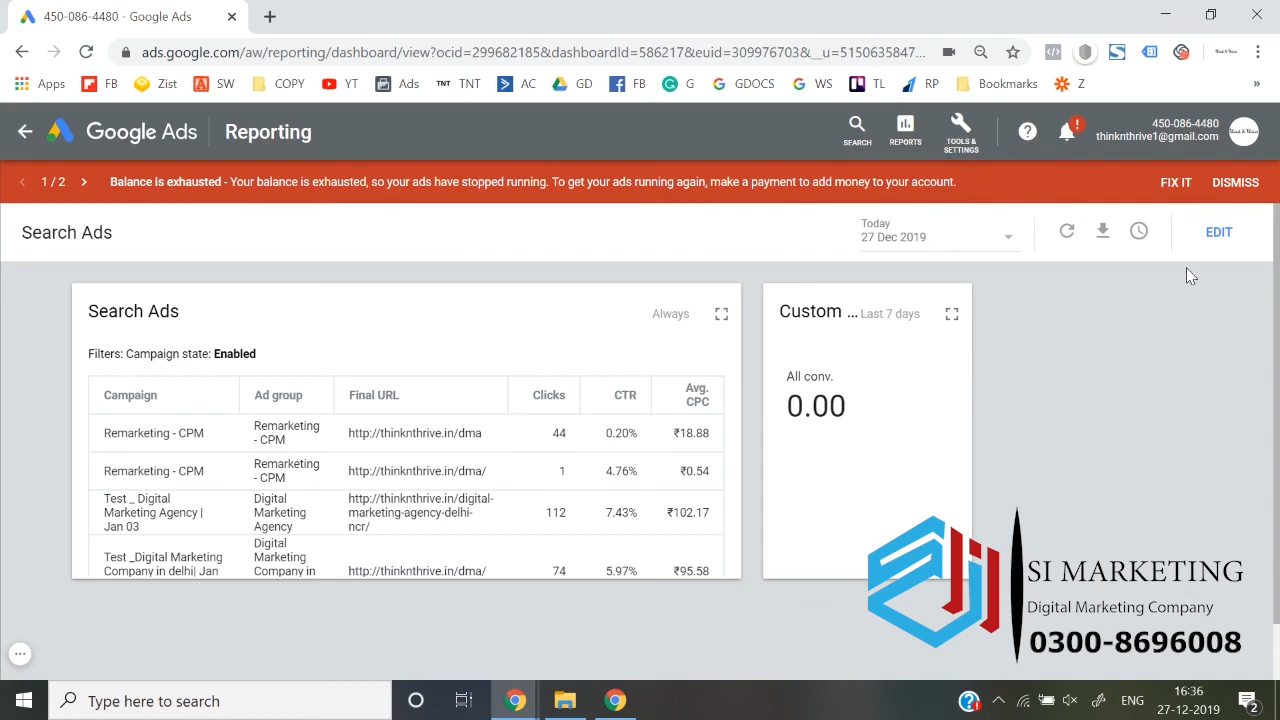 450-086-4480 - Google Ads
ads.google.com/aw/reporting/dashboard/view?ocid=299682185&dashboardId=586217&euid=309976703&__u=5150635847...
Apps FB Zist SW COPY YT Ads TNT TNT AC GD FB G GDOCS WS TL RP Bookmarks Z »
Google Ads Reporting
SEARCH REPORTS TOOLS & SETTINGS
450-086-4480
thinknthrive1@gmail.com
1 / 2 Balance is exhausted - Your balance is exhausted, so your ads have stopped running. To get your ads running again, make a payment to add money to your account. FIX IT DISMISS
Search Ads
Today
27 Dec 2019
EDIT
Search Ads Always
Filters: Campaign state: Enabled
Campaign Ad group Final URL Clicks CTR Avg. CPC
Remarketing - CPM Remarketing - CPM http://thinknthrive.in/dma 44 0.20% ₹18.88
Remarketing - CPM Remarketing - CPM http://thinknthrive.in/dma/ 1 4.76% ₹0.54
Test _ Digital Marketing Agency | Jan 03 Digital Marketing Agency http://thinknthrive.in/digital-marketing-agency-delhi-ncr/ 112 7.43% ₹102.17
Test _Digital Marketing Company in delhi| Jan Digital Marketing Company in http://thinknthrive.in/dma/ 74 5.97% ₹95.58
Custom ... Last 7 days
All conv.
0.00
SI MARKETING
Digital Marketing Company
0300-8696008
Type here to search
ENG
16:36
27-12-2019
2